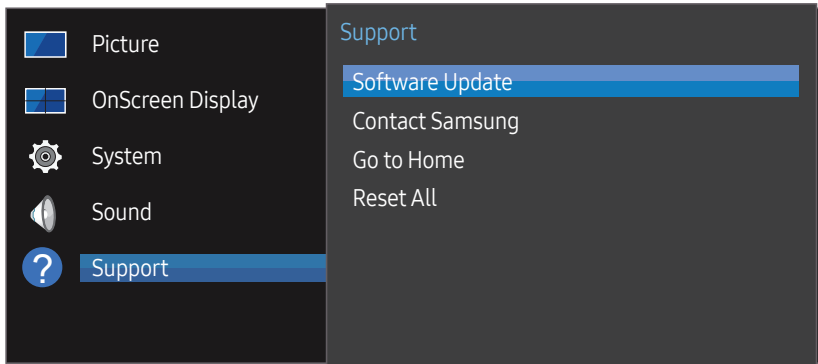 Picture
OnScreen Display
System
Sound
?
Support
Support
Software Update
Contact Samsung
Go to Home
Reset All